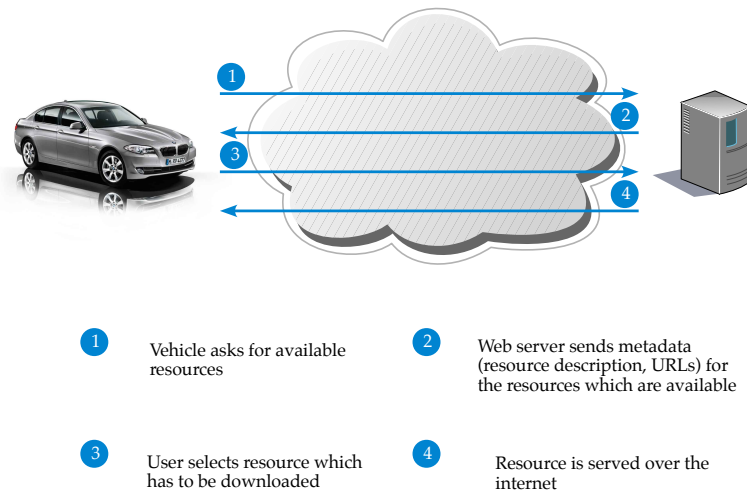 1
2
3
4
1
Vehicle asks for available
resources
2
Web server sends metadata
(resource description, URLs) for
the resources which are available
3
User selects resource which
has to be downloaded
4
Resource is served over the
internet